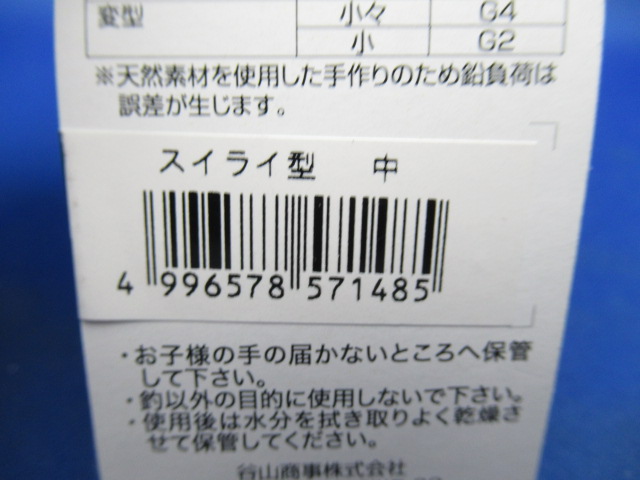 変型
小々 G4
小 G2
※天然素材を使用した手作りのため鉛負荷は
誤差が生じます。
スイライ型 中
4 996578 571485
・お子様の手の届かないところへ保管
して下さい。
・釣以外の目的に使用しないで下さい。
・使用後は水分を拭き取りよく乾燥さ
せて保管してください。
谷山商事株式会社